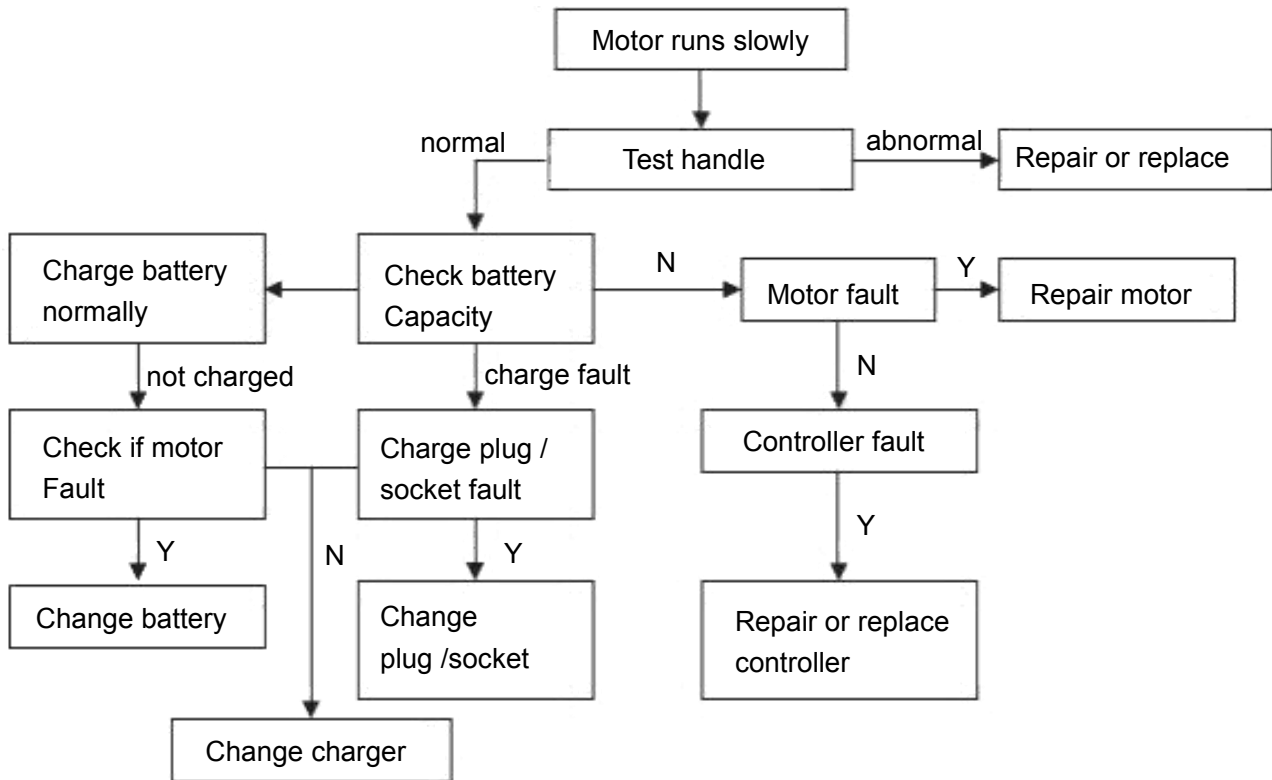 Motor runs slowly
normal
Test handle
abnormal
Repair or replace
Charge battery
normally
Check battery
Capacity
N
Motor fault
Y
Repair motor
not charged
charge fault
N
Check if motor
Fault
Charge plug /
socket fault
Controller fault
Y
N
Y
Y
Change battery
Change
plug /socket
Repair or replace
controller
Change charger